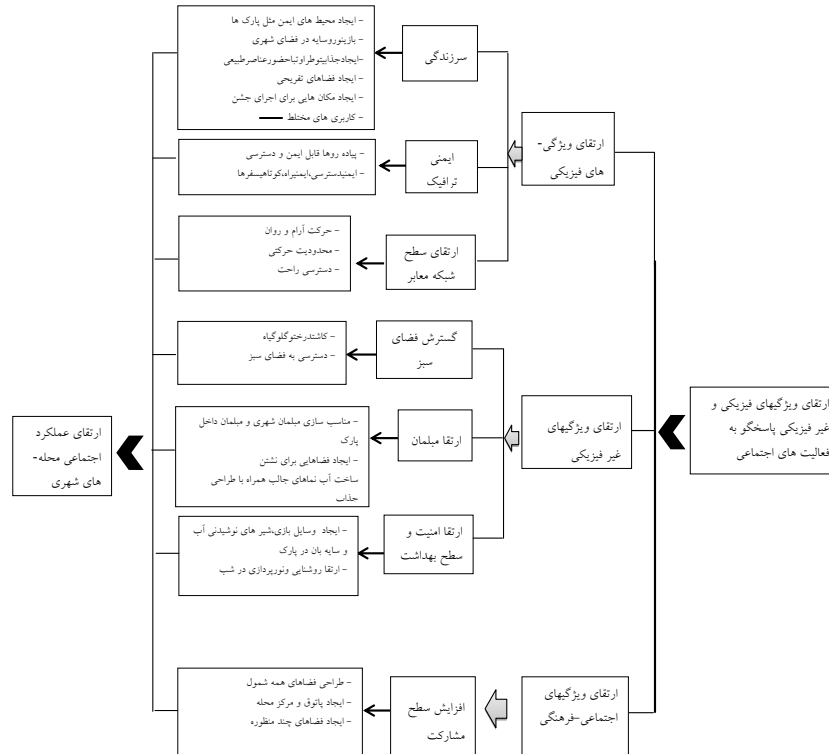 ارتقای ویژگیهای فیزیکی و
غیر فیزیکی پاسخگو به
فعالیت های اجتماعی
ارتقای ویژگی-
های فیزیکی
سرزندگی
- ایجاد محیط های ایمن مثل پارک ها
- بازینوروسایه در فضای شهری
-ایجادجذابیتوطراوتباحضورعناصرطبیعی
- ایجاد فضاهای تفریحی
- ایجاد مکان هایی برای اجرای جشن
- کاربری های مختلط
ایمنی
ترافیک
- پیاده روها قابل ایمن و دسترسی
- ایمنیدسترسی،ایمنیراه،کوتاهیسفرها
ارتقای سطح
شبکه معابر
- حرکت آرام و روان
- محدودیت حرکتی
- دسترسی راحت
ارتقای ویژگیهای
غیر فیزیکی
گسترش فضای
سبز
- کاشتدرختوگلوگیاه
- دسترسی به فضای سبز
ارتقا مبلمان
- مناسب سازی مبلمان شهری و مبلمان داخل
پارک
- ایجاد فضاهایی برای نشتن
ساخت آب نماهای جالب همراه با طراحی
جذاب
ارتقا امنیت و
سطح بهداشت
- ایجاد وسایل بازی،شیر های نوشیدنی آب
و سایه بان در پارک
- ارتقا روشنایی ونورپردازی در شب
ارتقای ویژگیهای
اجتماعی-فرهنگی
افزایش سطح
مشارکت
- طراحی فضاهای همه شمول
- ایجاد پاتوق و مرکز محله
- ایجاد فضاهای چند منظوره
ارتقای عملکرد
اجتماعی محله-
های شهری